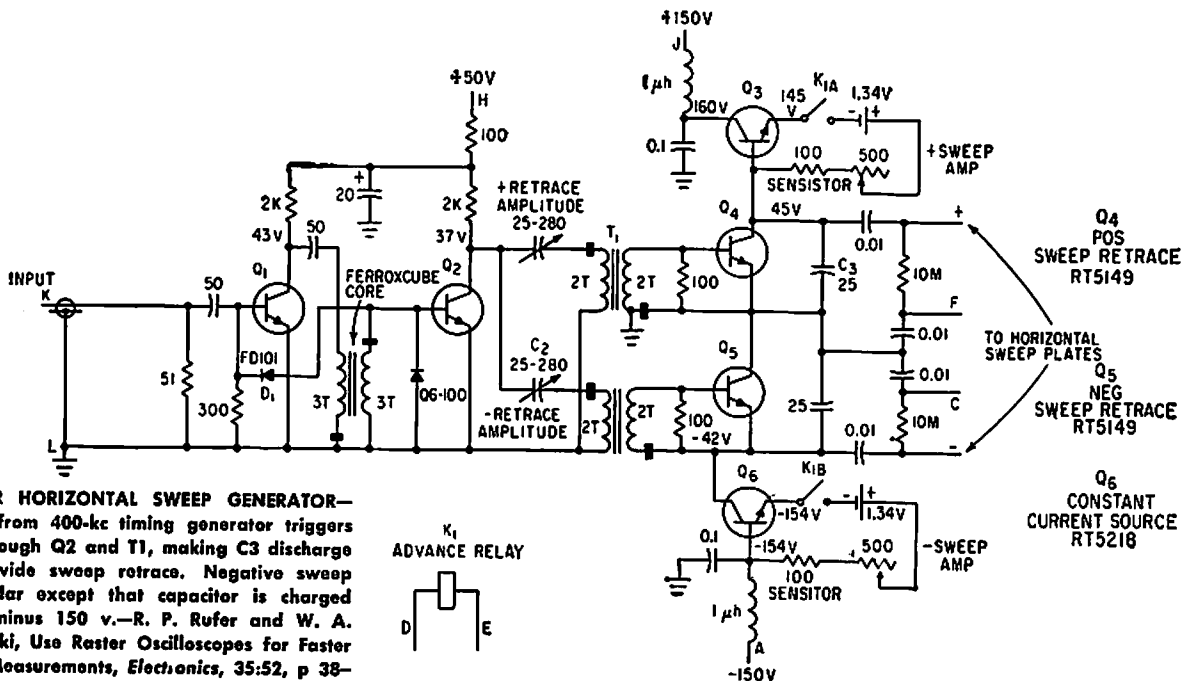 +150V
J
1 μh
160V
0.1
Q3
145 V
K1A
1,34V
- +
100
SENSISTOR
500
+SWEEP AMP
+50V
H
100
20
+
2K
43V
50
2K
37V
+RETRACE AMPLITUDE 25-280
T1
Q4
45V
0.01
+
Q4
POS
SWEEP RETRACE
RT5149
INPUT
K
50
Q1
FERROXCUBE CORE
Q2
2T
2T
100
C3
25
10M
F
0.01
TO HORIZONTAL SWEEP PLATES
51
FD101
D1
300
3T
3T
Q6-100
C2
25-280
-RETRACE AMPLITUDE
2T
2T
100
-42V
Q5
25
0.01
C
10M
0.01
-
Q5
NEG
SWEEP RETRACE
RT5149
L
Q6
-154V
K1B
- +
1,34V
0.1
-154V
100
SENSITOR
+
500
-SWEEP AMP
1 μh
A
~150V
Q6
CONSTANT
CURRENT SOURCE
RT5218
K1
ADVANCE RELAY
D
E
R HORIZONTAL SWEEP GENERATOR—
from 400-kc timing generator triggers
ough Q2 and T1, making C3 discharge
vide sweep retrace. Negative sweep
lar except that capacitor is charged
minus 150 v.—R. P. Rufer and W. A.
ki, Use Raster Oscilloscopes for Faster
Measurements, Electronics, 35:52, p 38–